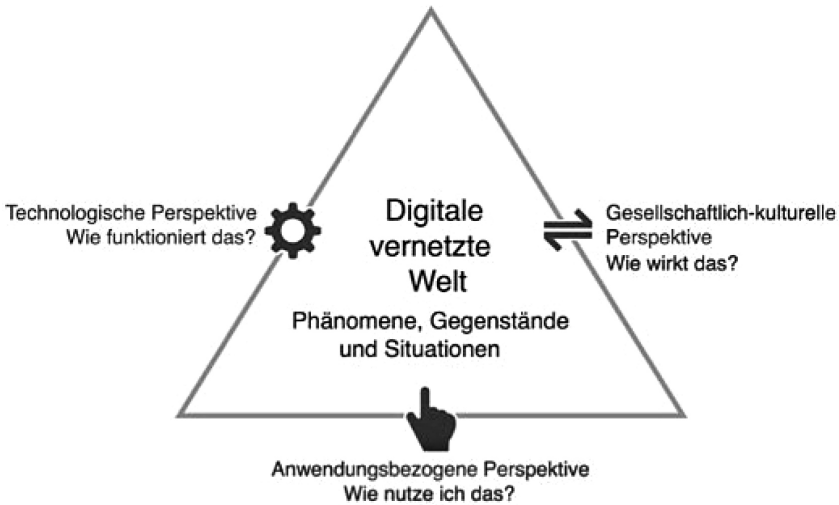 Technologische Perspektive
Wie funktioniert das?
Digitale
vernetzte
Welt
Phänomene, Gegenstände
und Situationen
Gesellschaftlich-kulturelle
Perspektive
Wie wirkt das?
Anwendungsbezogene Perspektive
Wie nutze ich das?